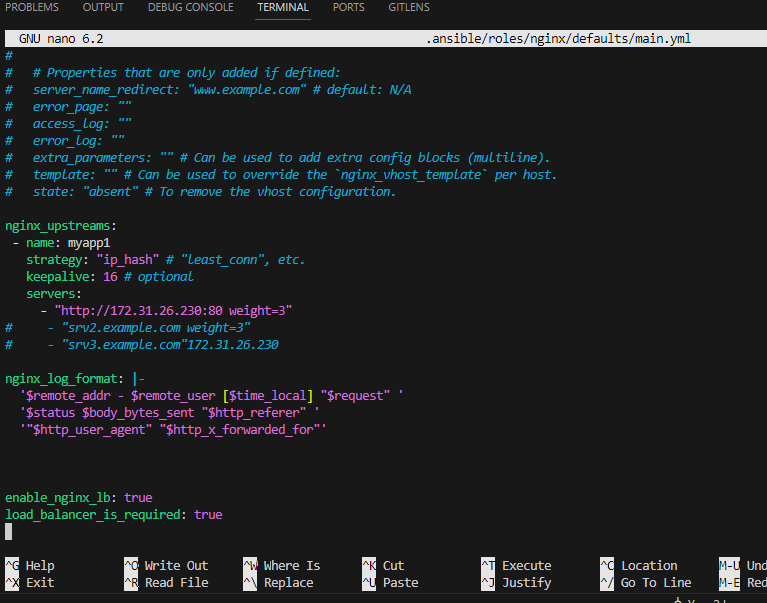 PROBLEMS OUTPUT DEBUG CONSOLE TERMINAL PORTS GITLENS
GNU nano 6.2 .ansible/roles/nginx/defaults/main.yml
#
#   # Properties that are only added if defined:
#   server_name_redirect: "www.example.com" # default: N/A
#   error_page: ""
#   access_log: ""
#   error_log: ""
#   extra_parameters: "" # Can be used to add extra config blocks (multiline).
#   template: "" # Can be used to override the `nginx_vhost_template` per host.
#   state: "absent" # To remove the vhost configuration.
nginx_upstreams:
 - name: myapp1
   strategy: "ip_hash" # "least_conn", etc.
   keepalive: 16 # optional
   servers:
     - "http://172.31.26.230:80 weight=3"
#     - "srv2.example.com weight=3"
#     - "srv3.example.com"172.31.26.230
nginx_log_format: |-
  '$remote_addr - $remote_user [$time_local] "$request" '
  '$status $body_bytes_sent "$http_referer" '
  '"$http_user_agent" "$http_x_forwarded_for"'
enable_nginx_lb: true
load_balancer_is_required: true
^G Help ^O Write Out ^W Where Is ^K Cut ^T Execute ^C Location M-U Und
^X Exit ^R Read File ^\ Replace ^U Paste ^J Justify ^/ Go To Line M-E Red